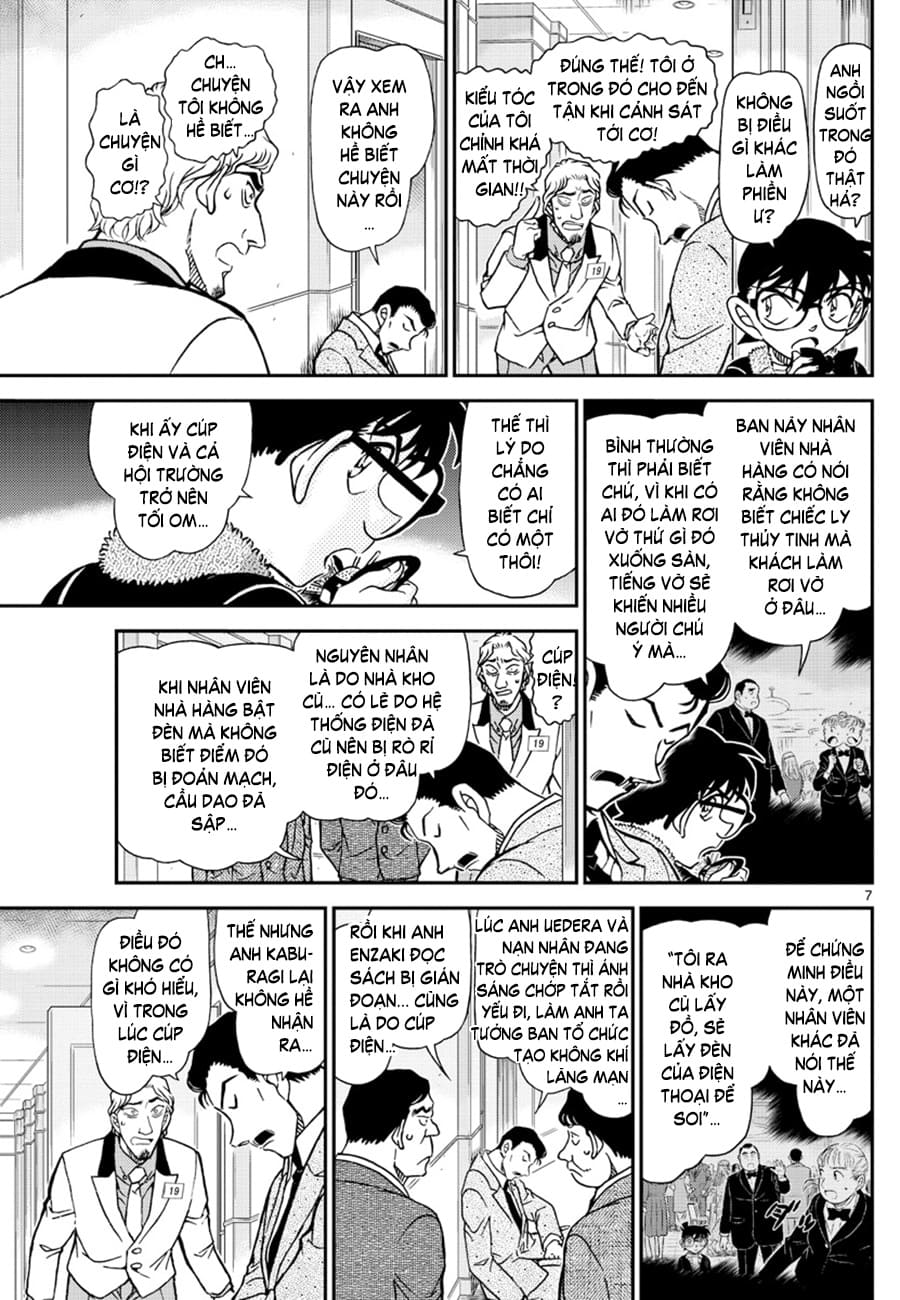 ANH
NGỒI
SUỐT
TRONG
ĐÓ
THẬT
HẢ?
KHÔNG
BỊ ĐIỀU
GÌ KHÁC
LÀM
PHIỀN
Ư?
ĐÚNG THẾ! TÔI Ở
TRONG ĐÓ CHO ĐẾN
TẬN KHI CẢNH SÁT
TỚI CƠ!
KIỂU TÓC
CỦA TÔI
CHÍNH KHÁ
MẤT THỜI
GIAN!!
19
VẬY XEM
RA ANH
KHÔNG
HỀ BIẾT
CHUYỆN
NÀY RỒI
...
CH...
CHUYỆN
TÔI KHÔNG
HỀ BIẾT...
LÀ
CHUYỆN
GÌ
CƠ!?
BAN NÃY NHÂN
VIÊN NHÀ
HÀNG CÓ NÓI
RẰNG KHÔNG
BIẾT CHIẾC LY
THỦY TINH MÀ
KHÁCH LÀM
RƠI VỠ
Ở ĐÂU...
BÌNH THƯỜNG
THÌ PHẢI BIẾT
CHỨ, VÌ KHI CÓ
AI ĐÓ LÀM RƠI
VỠ THỨ GÌ ĐÓ
XUỐNG SÀN,
TIẾNG VỠ SẼ
KHIẾN NHIỀU
NGƯỜI CHÚ
Ý MÀ...
THẾ THÌ
LÝ DO
CHẲNG
CÓ AI
BIẾT CHỈ
CÓ MỘT
THÔI!
KHI ẤY CÚP
ĐIỆN VÀ CẢ
HỘI TRƯỜNG
TRỞ NÊN
TỐI OM...
CÚP
ĐIỆN!
?
19
NGUYÊN NHÂN
LÀ DO NHÀ KHO
CŨ... CÓ LẼ DO HỆ
THỐNG ĐIỆN ĐÃ
CŨ NÊN BỊ RÒ RỈ
ĐIỆN Ở ĐÂU
ĐÓ...
KHI NHÂN VIÊN
NHÀ HÀNG BẬT
ĐÈN MÀ KHÔNG
BIẾT ĐIỂM ĐÓ
BỊ ĐOẢN MẠCH,
CẦU DAO ĐÃ
SẬP...
7
ĐỂ CHỨNG
MINH ĐIỀU
NÀY, MỘT
NHÂN VIÊN
KHÁC ĐÃ
NÓI THẾ
NÀY...
"TÔI RA
NHÀ KHO
CŨ LẤY
ĐỒ, SẼ
LẤY ĐÈN
CỦA ĐIỆN
THOẠI ĐỂ
SOI"...
ダダッ
LÚC ANH UEDERA VÀ
NẠN NHÂN ĐANG
TRÒ CHUYỆN THÌ ÁNH
SÁNG CHỚP TẮT RỒI
YẾU ĐI, LÀM ANH TA
TƯỞNG BAN TỔ CHỨC
TẠO KHÔNG KHÍ
LÃNG MẠN
...
RỒI KHI ANH
ENZAKI ĐỌC
SÁCH BỊ GIÁN
ĐOẠN... CŨNG
LÀ DO CÚP
ĐIỆN...
THẾ NHƯNG
ANH KABU-
RAGI LẠI
KHÔNG HỀ
NHẬN
RA...
ĐIỀU ĐÓ
KHÔNG CÓ
GÌ KHÓ HIỂU,
VÌ TRONG
LÚC CÚP
ĐIỆN...
19